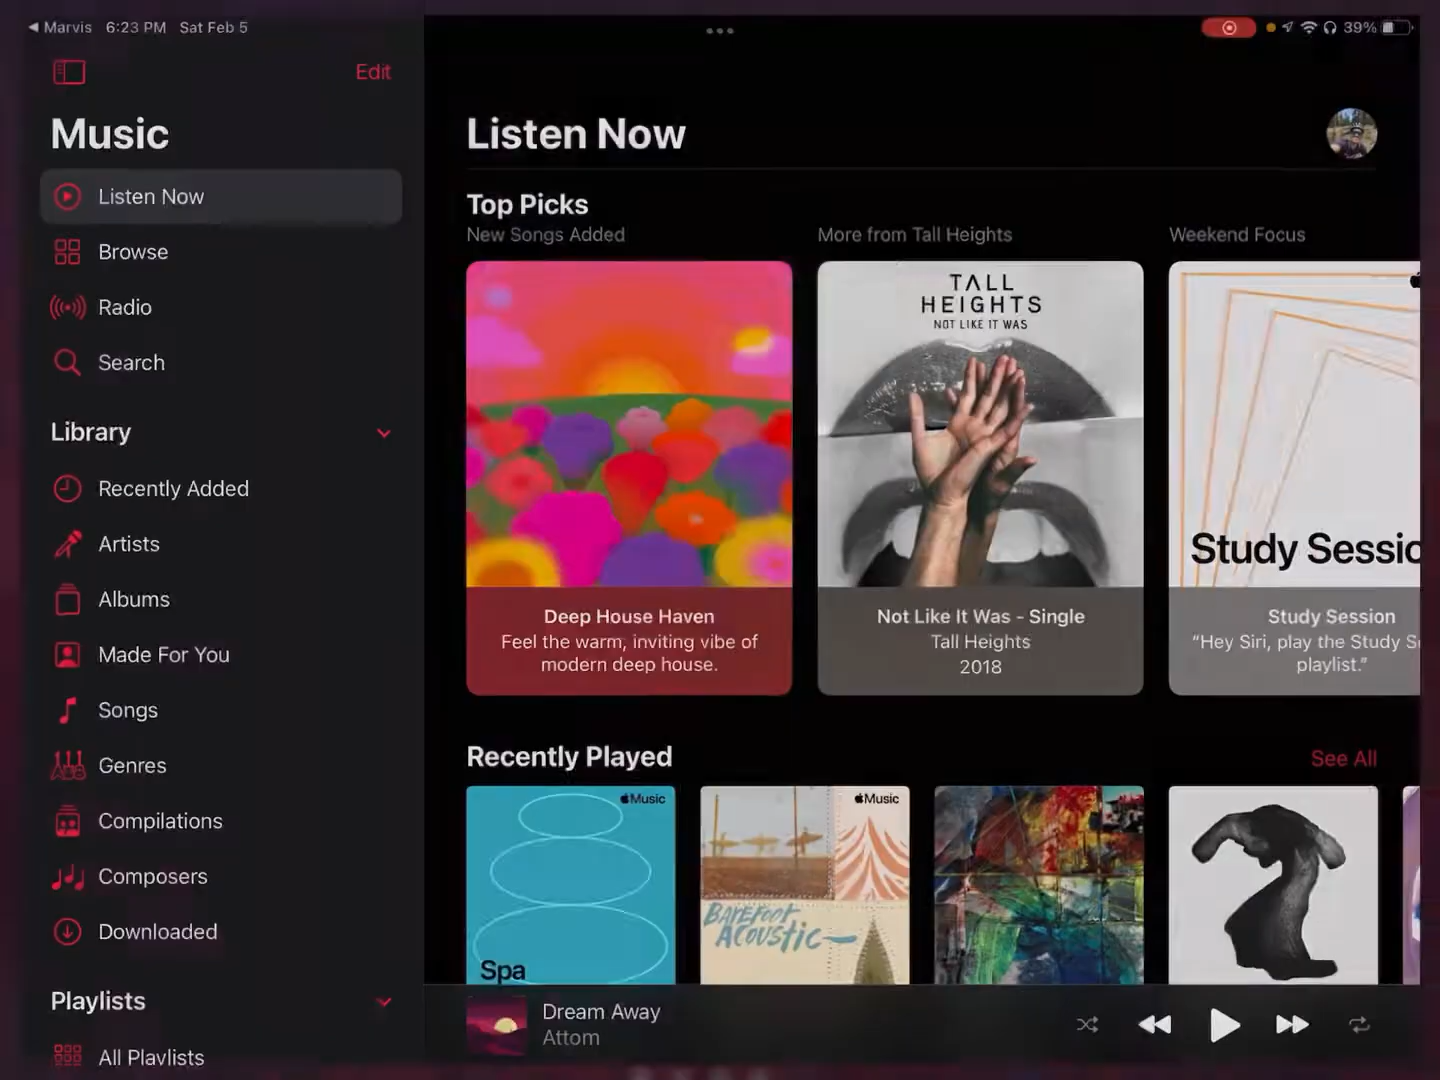 Marvis 6:23 PM Sat Feb 5
39%
Edit
Music
Listen Now
Browse
Radio
Search
Library
Recently Added
Artists
Albums
Made For You
Songs
Genres
Compilations
Composers
Downloaded
Playlists
All Playlists
Listen Now
Top Picks
New Songs Added
Deep House Haven
Feel the warm, inviting vibe of
modern deep house.
More from Tall Heights
TALL
HEIGHTS
NOT LIKE IT WAS
Not Like It Was - Single
Tall Heights
2018
Weekend Focus
Study Sessio
Study Session
“Hey Siri, play the Study S
playlist.”
Recently Played
See All
Music
Spa
Music
BAREFOOT
ACOUSTIC
Dream Away
Attom